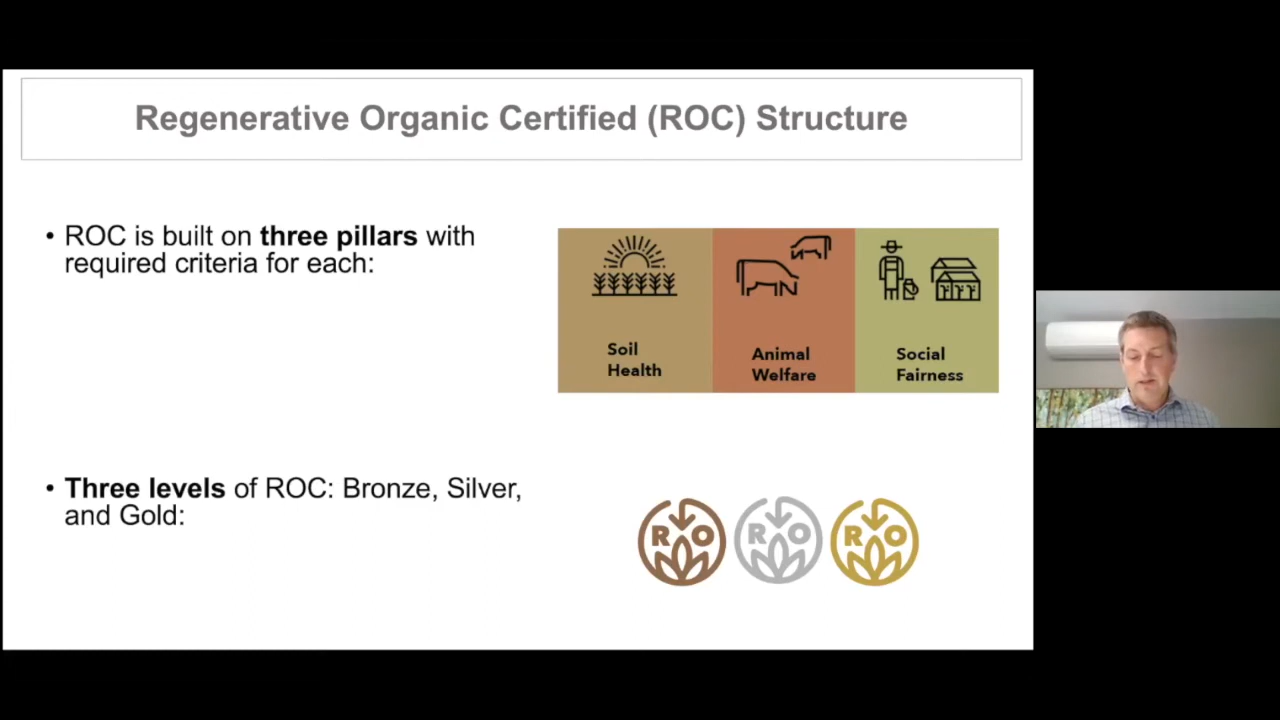 Regenerative Organic Certified (ROC) Structure
• ROC is built on three pillars with
required criteria for each:
Soil
Health
Animal
Welfare
Social
Fairness
• Three levels of ROC: Bronze, Silver,
and Gold:
R O
R O
R O